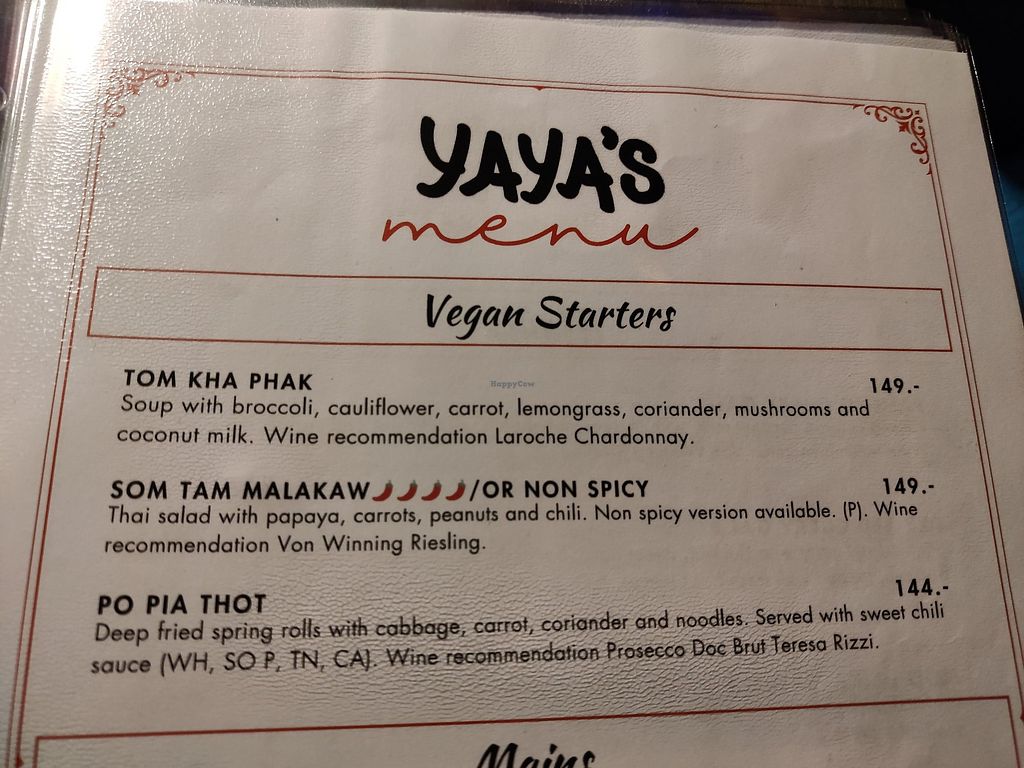 YAYA'S
menu
Vegan Starters
TOM KHA PHAK 149.-
Soup with broccoli, cauliflower, carrot, lemongrass, coriander, mushrooms and
coconut milk. Wine recommendation Laroche Chardonnay.
HappyCow
SOM TAM MALAKAW🌶🌶🌶🌶/OR NON SPICY 149.-
Thai salad with papaya, carrots, peanuts and chili. Non spicy version available. (P). Wine
recommendation Von Winning Riesling.
PO PIA THOT 144.-
Deep fried spring rolls with cabbage, carrot, coriander and noodles. Served with sweet chili
sauce (WH, SO P, TN, CA). Wine recommendation Prosecco Doc Brut Teresa Rizzi.
Mains